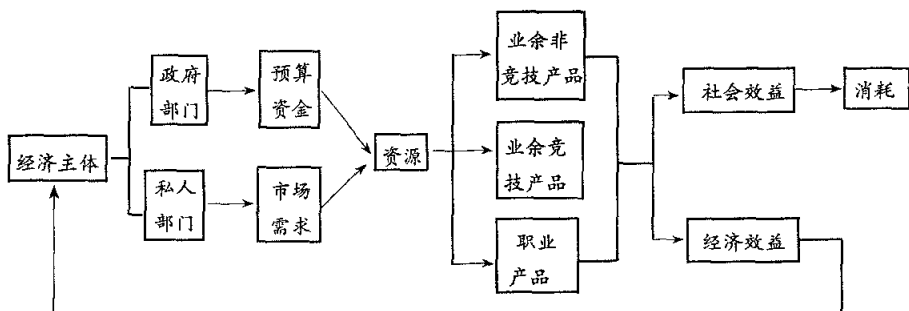 经济主体
政府
部门
私人
部门
预算
资金
市场
需求
资源
业余非
竞技产品
业余竞
技产品
职业
产品
社会效益
消耗
经济效益